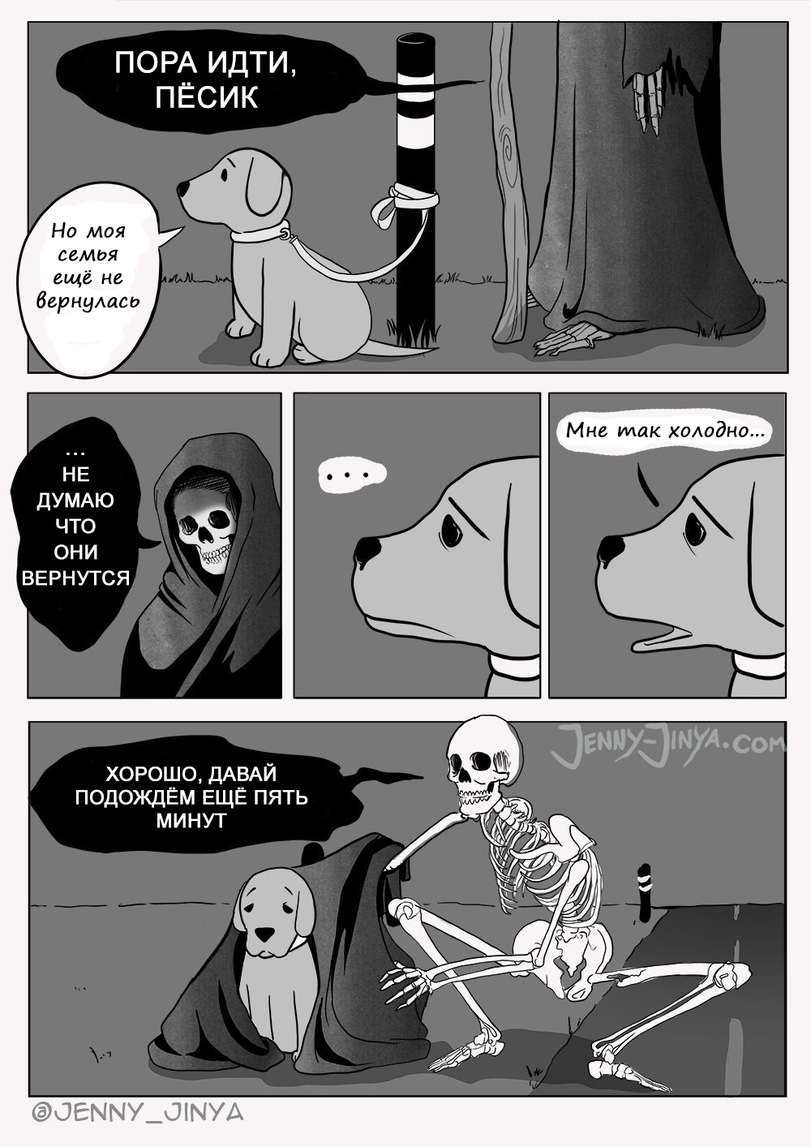 ПОРА ИДТИ,
ПЁСИК
Но моя
семья
ещё не
вернулась
...
НЕ
ДУМАЮ
ЧТО
ОНИ
ВЕРНУТСЯ
...
Мне так холодно...
JENNY-JINYA.COM
ХОРОШО, ДАВАЙ
ПОДОЖДЁМ ЕЩЁ ПЯТЬ
МИНУТ
@JENNY_JINYA